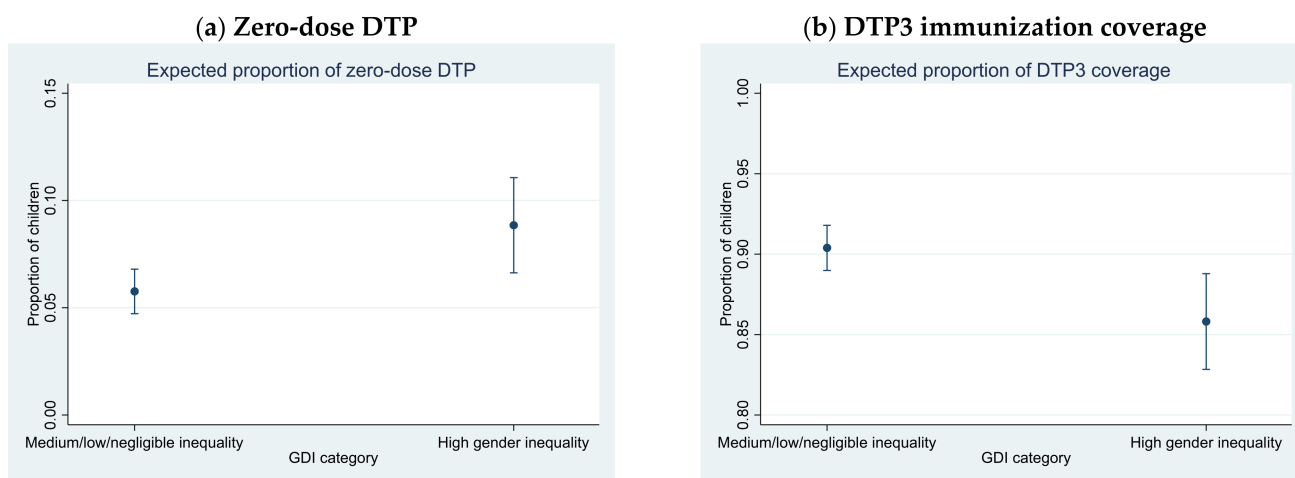 (a) Zero-dose DTP
Expected proportion of zero-dose DTP
Proportion of children
0.15
0.10
0.05
0.00
Medium/low/negligible inequality
High gender inequality
GDI category
(b) DTP3 immunization coverage
Expected proportion of DTP3 coverage
Proportion of children
1.00
0.95
0.90
0.85
0.80
Medium/low/negligible inequality
High gender inequality
GDI category